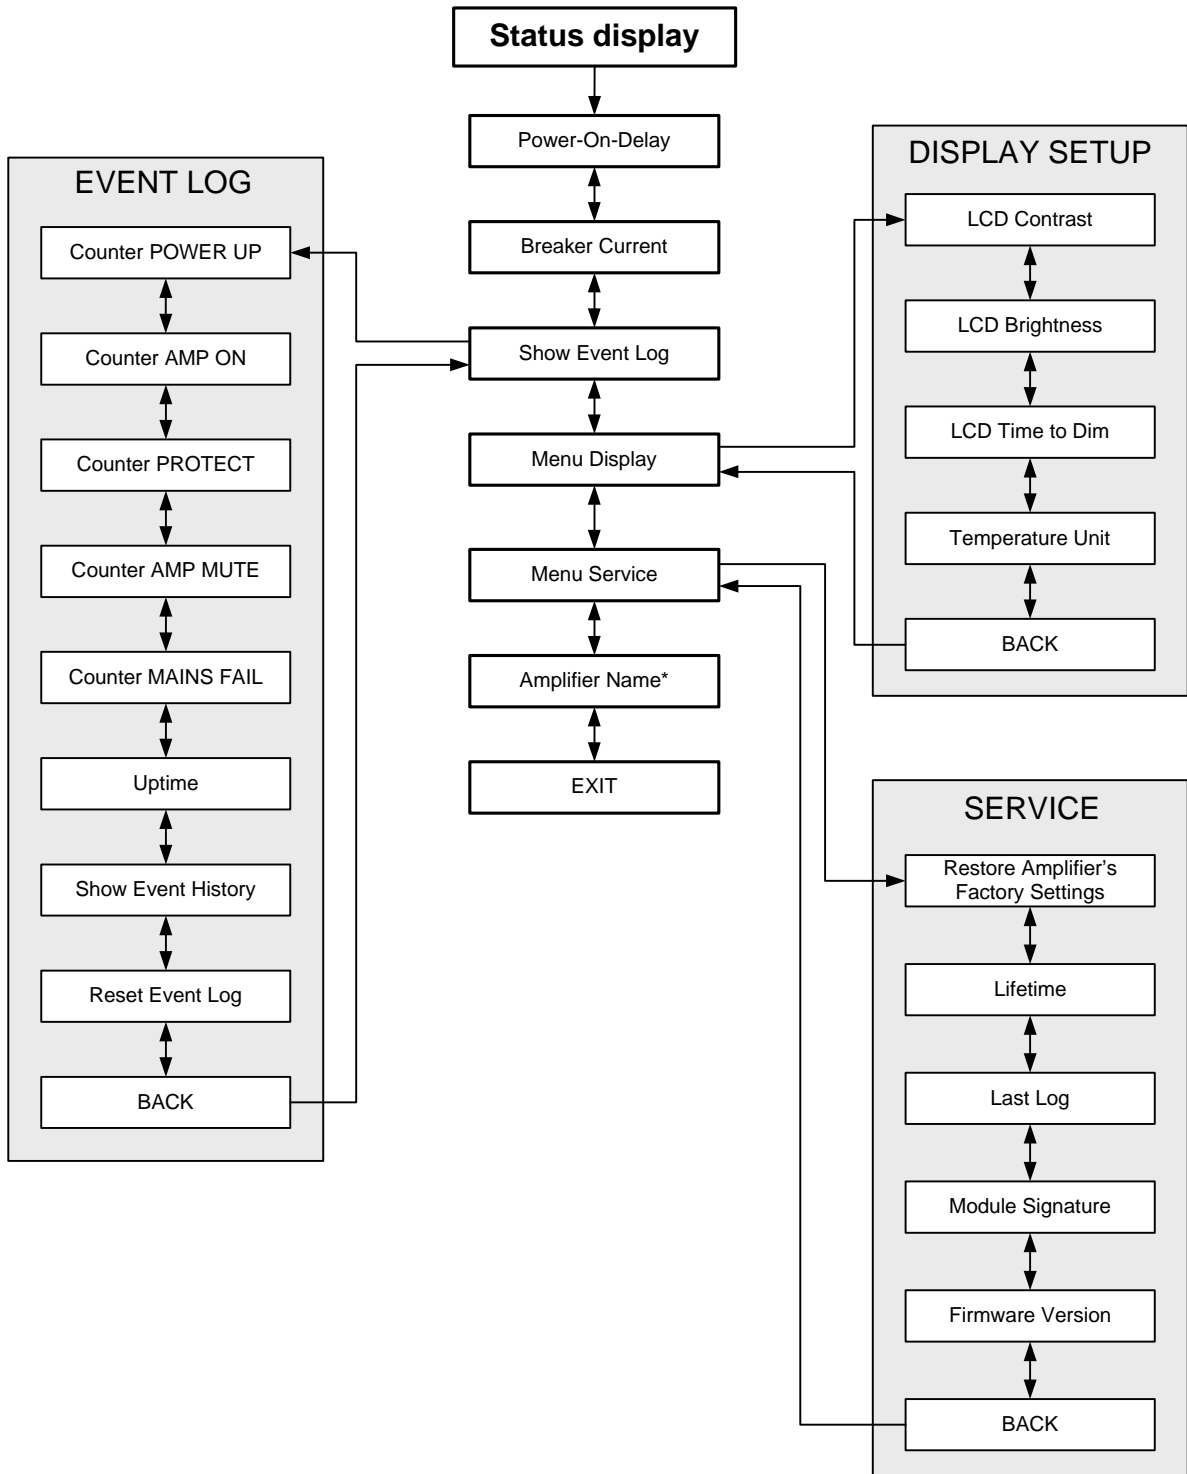 Status display
Power-On-Delay
Breaker Current
Show Event Log
Menu Display
Menu Service
Amplifier Name*
EXIT
EVENT LOG
Counter POWER UP
Counter AMP ON
Counter PROTECT
Counter AMP MUTE
Counter MAINS FAIL
Uptime
Show Event History
Reset Event Log
BACK
DISPLAY SETUP
LCD Contrast
LCD Brightness
LCD Time to Dim
Temperature Unit
BACK
SERVICE
Restore Amplifier's
Factory Settings
Lifetime
Last Log
Module Signature
Firmware Version
BACK